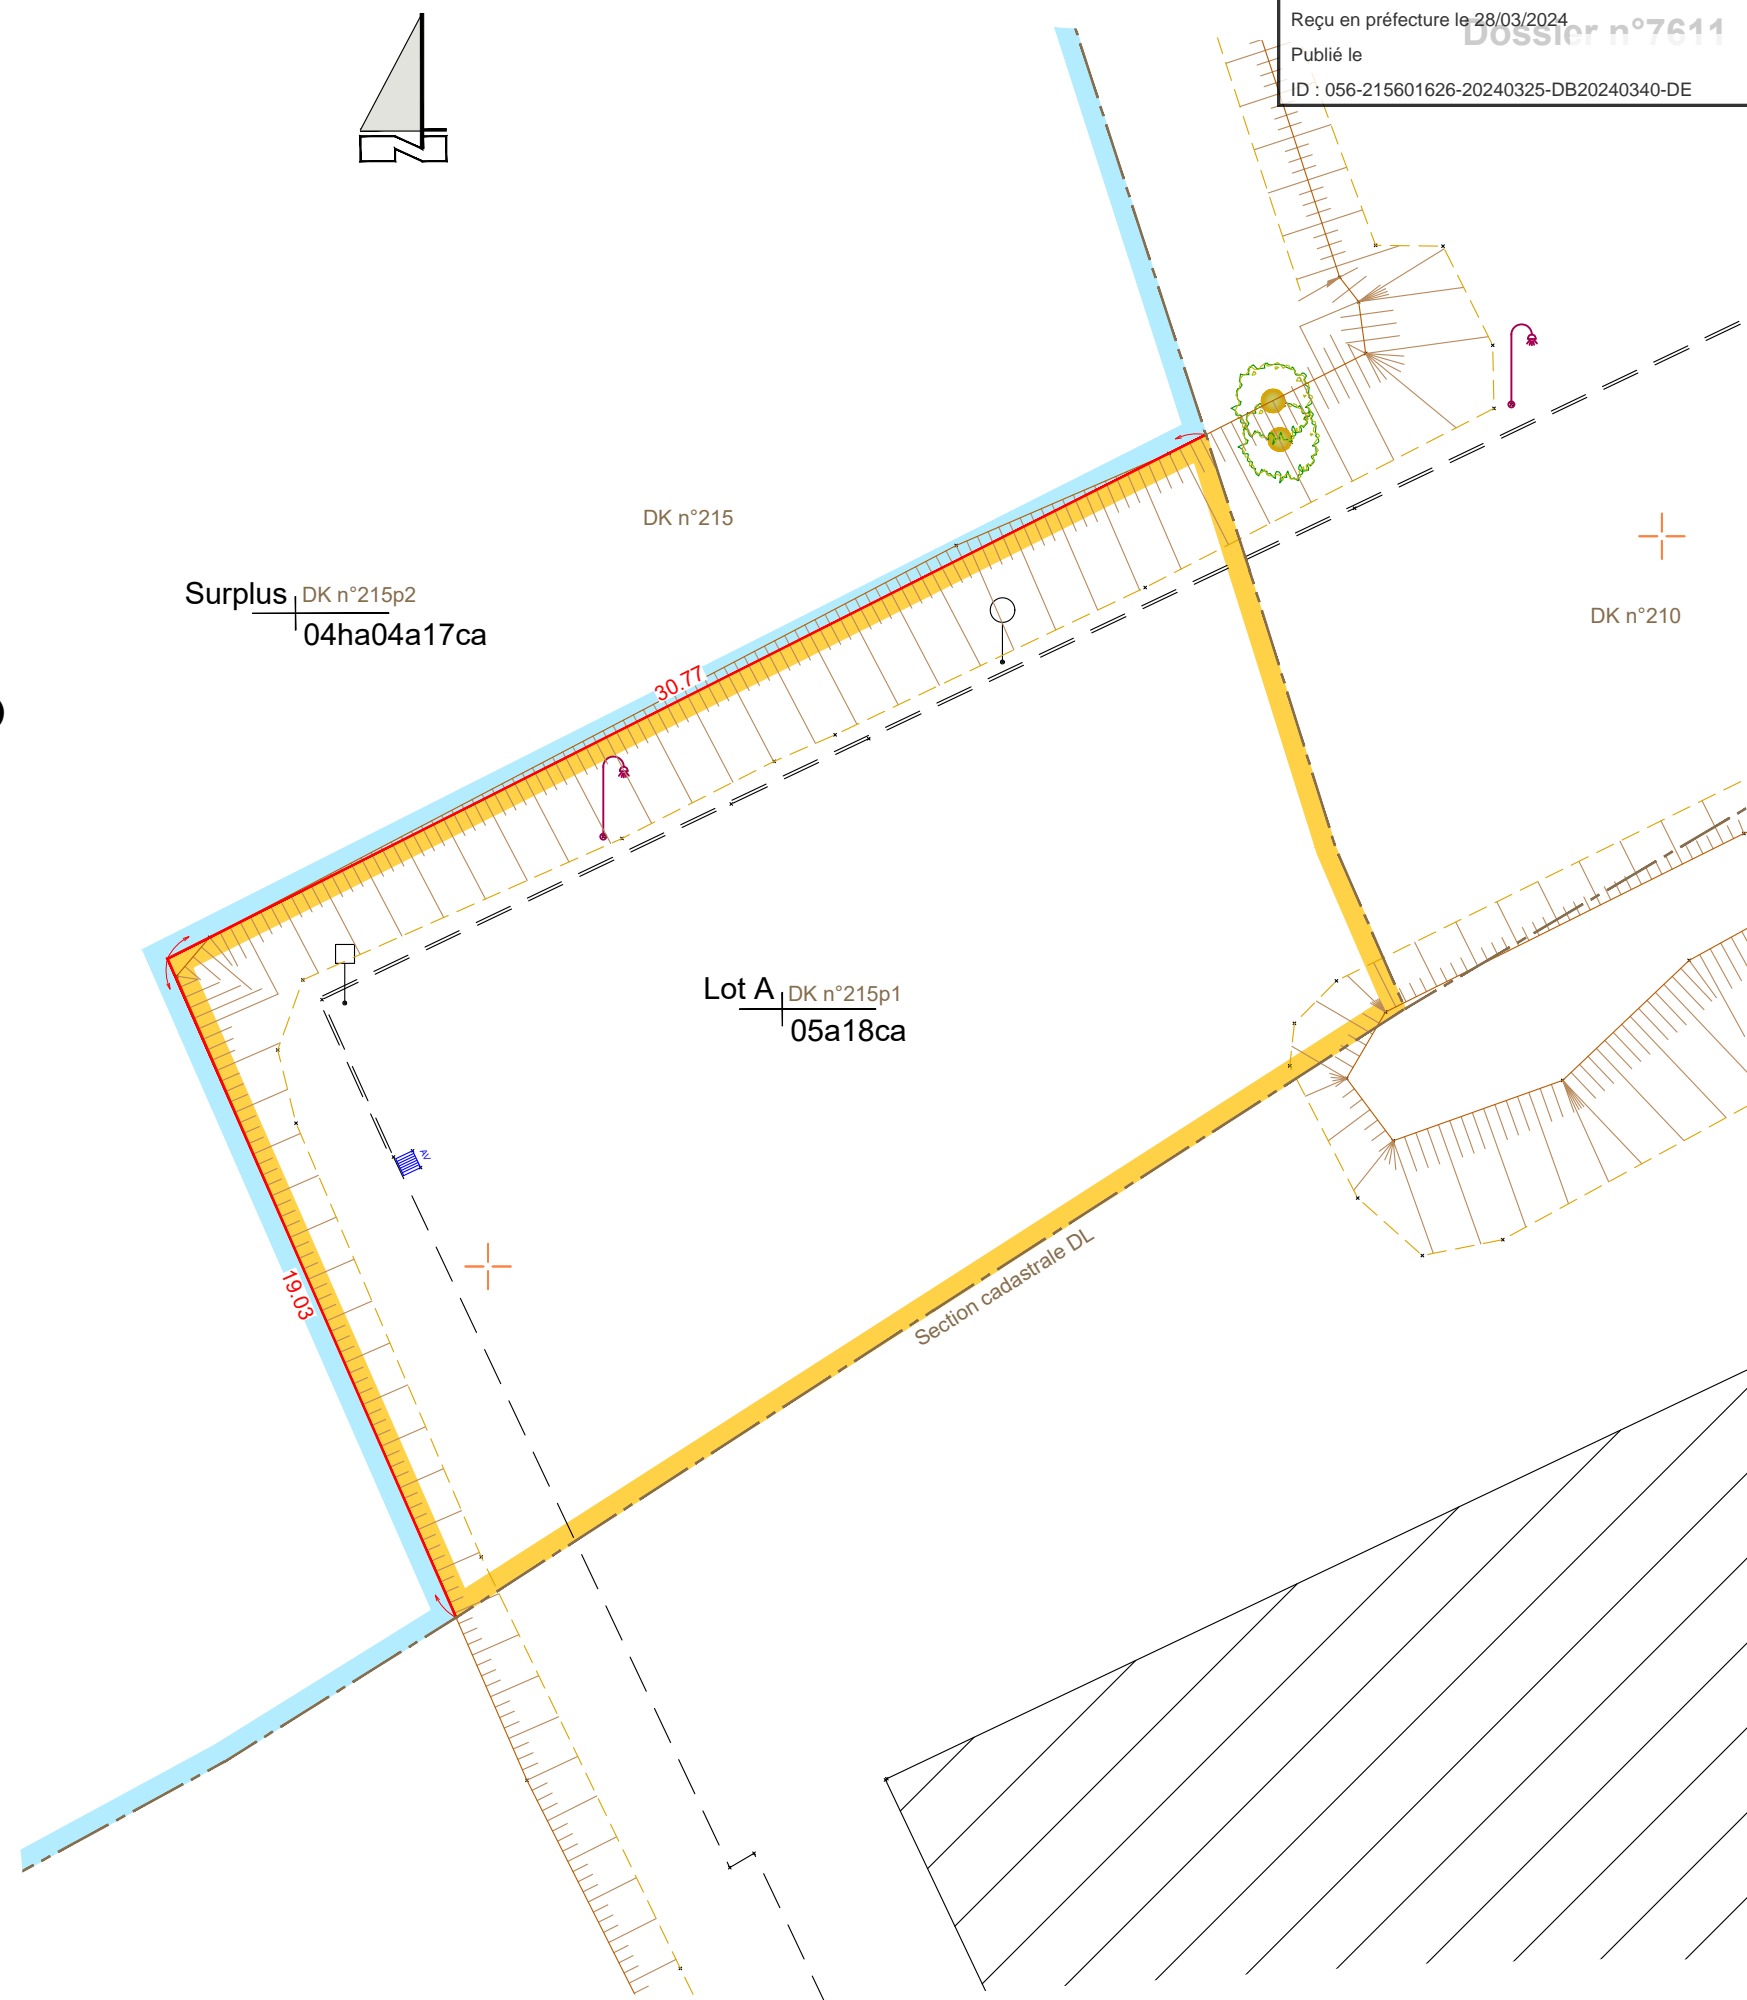 Reçu en préfecture le 28/03/2024
Dossier n°7611
Publié le
ID : 056-215601626-20240325-DB20240340-DE
N
DK n°215
Surplus DK n°215p2
04ha04a17ca
DK n°210
30.77
)
Lot A DK n°215p1
05a18ca
AV
19.03
Section cadastrale DL